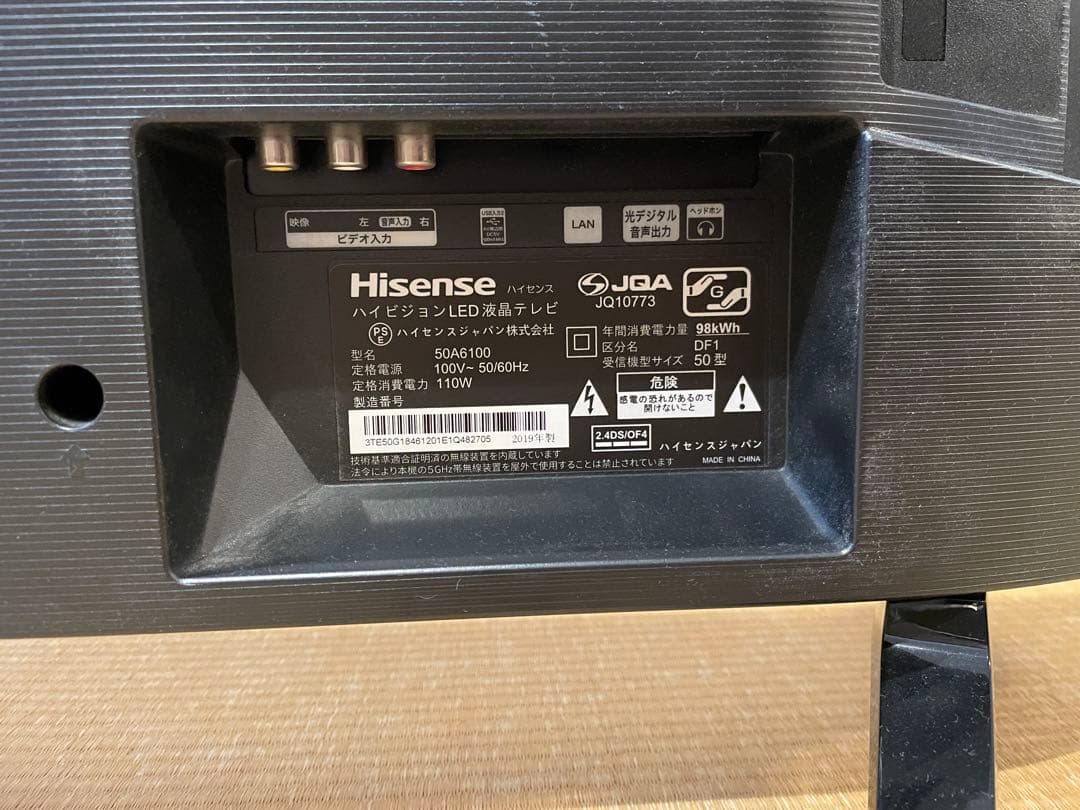 映像 左 音声入力 右
ビデオ入力
USB入力2
LAN
光デジタル
音声出力
ヘッドホン
Hisense ハイセンス
ハイビジョンLED液晶テレビ
PSE ハイセンスジャパン株式会社
型名 50A6100
定格電源 100V~ 50/60Hz
定格消費電力 110W
製造番号
3TE50G18461201E1Q482705 2019年製
JQA
JQ10773
G
年間消費電力量 98kWh
区分名 DF1
受信機型サイズ 50型
危険
感電の恐れがあるので
開けないこと
2.4DS/OF4
ハイセンスジャパン
MADE IN CHINA
技術基準適合証明済の無線装置を内蔵しています
法令により本機の5GHz帯無線装置を屋外で使用することは禁止されています